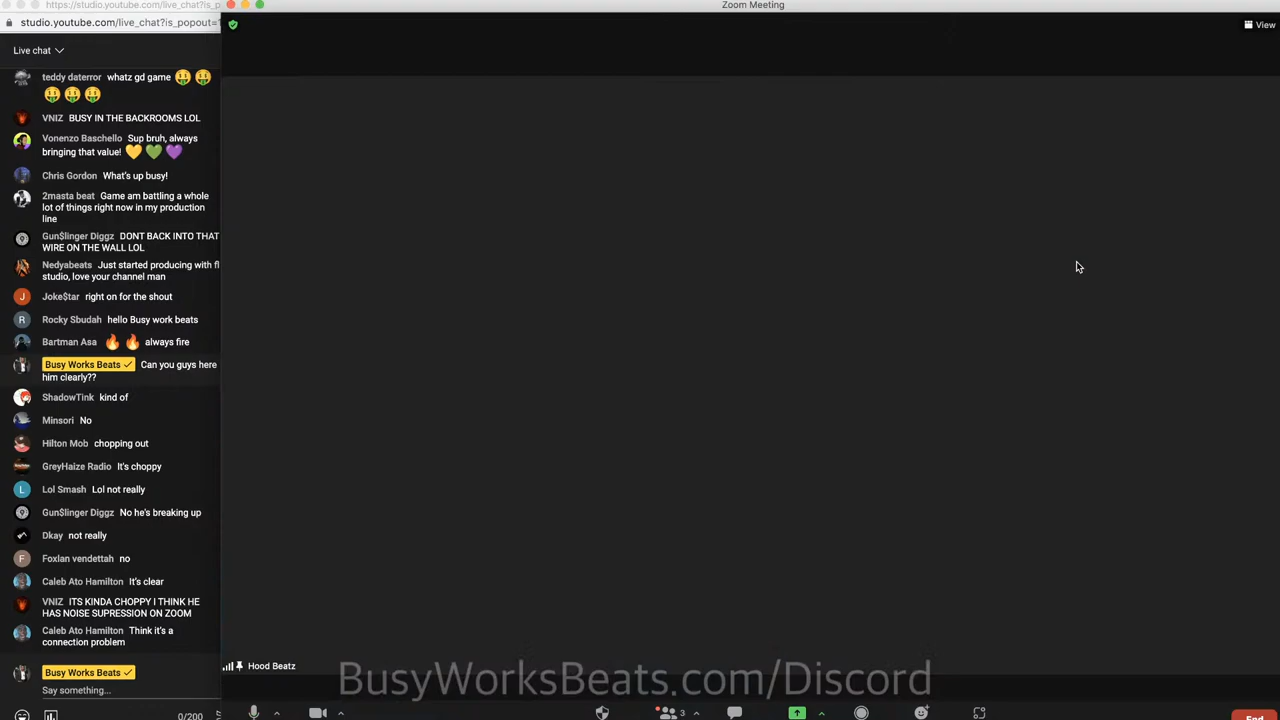 https://studio.youtube.com/live_chat?is_p
Zoom Meeting
studio.youtube.com/live_chat?is_popout=
View
Live chat
teddy daterror whatz gd game
VNIZ BUSY IN THE BACKROOMS LOL
Vonenzo Baschello Sup bruh, always
bringing that value!
Chris Gordon What's up busy!
2masta beat Game am battling a whole
lot of things right now in my production
line
Gun$linger Diggz DONT BACK INTO THAT
WIRE ON THE WALL LOL
Nedyabeats Just started producing with fl
studio, love your channel man
Joke$tar right on for the shout
Rocky Sbudah hello Busy work beats
Bartman Asa always fire
Busy Works Beats Can you guys here
him clearly??
ShadowTink kind of
Minsori No
Hilton Mob chopping out
GreyHaize Radio It's choppy
Lol Smash Lol not really
Gun$linger Diggz No he's breaking up
Dkay not really
Foxlan vendettah no
Caleb Ato Hamilton It's clear
VNIZ ITS KINDA CHOPPY I THINK HE
HAS NOISE SUPRESSION ON ZOOM
Caleb Ato Hamilton Think it's a
connection problem
Busy Works Beats
Say something...
0/200
Hood Beatz
BusyWorksBeats.com/Discord
3
End